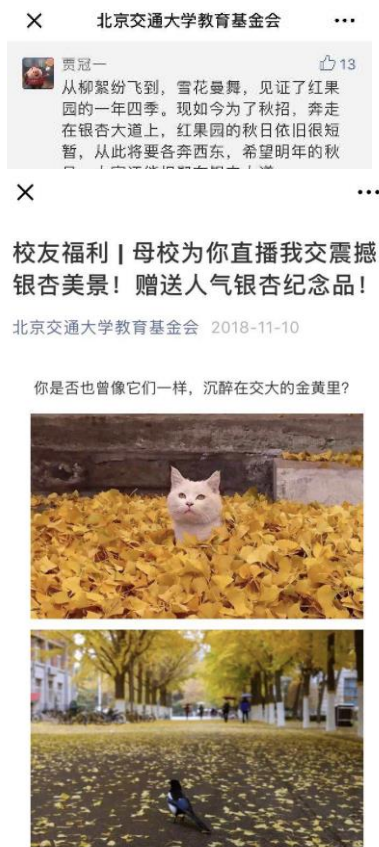 北京交通大学教育基金会
贾冠一
13
从柳絮纷飞到，雪花曼舞，见证了红果
园的一年四季。现如今为了秋招，奔走
在银杏大道上，红果园的秋日依旧很短
暂，从此将要各奔西东，希望明年的秋
校友福利 | 母校为你直播我交震撼
银杏美景！赠送人气银杏纪念品！
北京交通大学教育基金会 2018-11-10
你是否也曾像它们一样，沉醉在交大的金黄里？